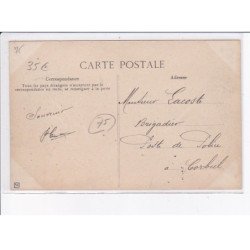 35€
CARTE POSTALE
Correspondance
Adresse
Tous les pays étrangers n'acceptent pas la
correspondance au recto, se renseigner à la poste
Monsieur Lacoste
Souvenir
75
Brigadier
Poste de Police
à Corbeil